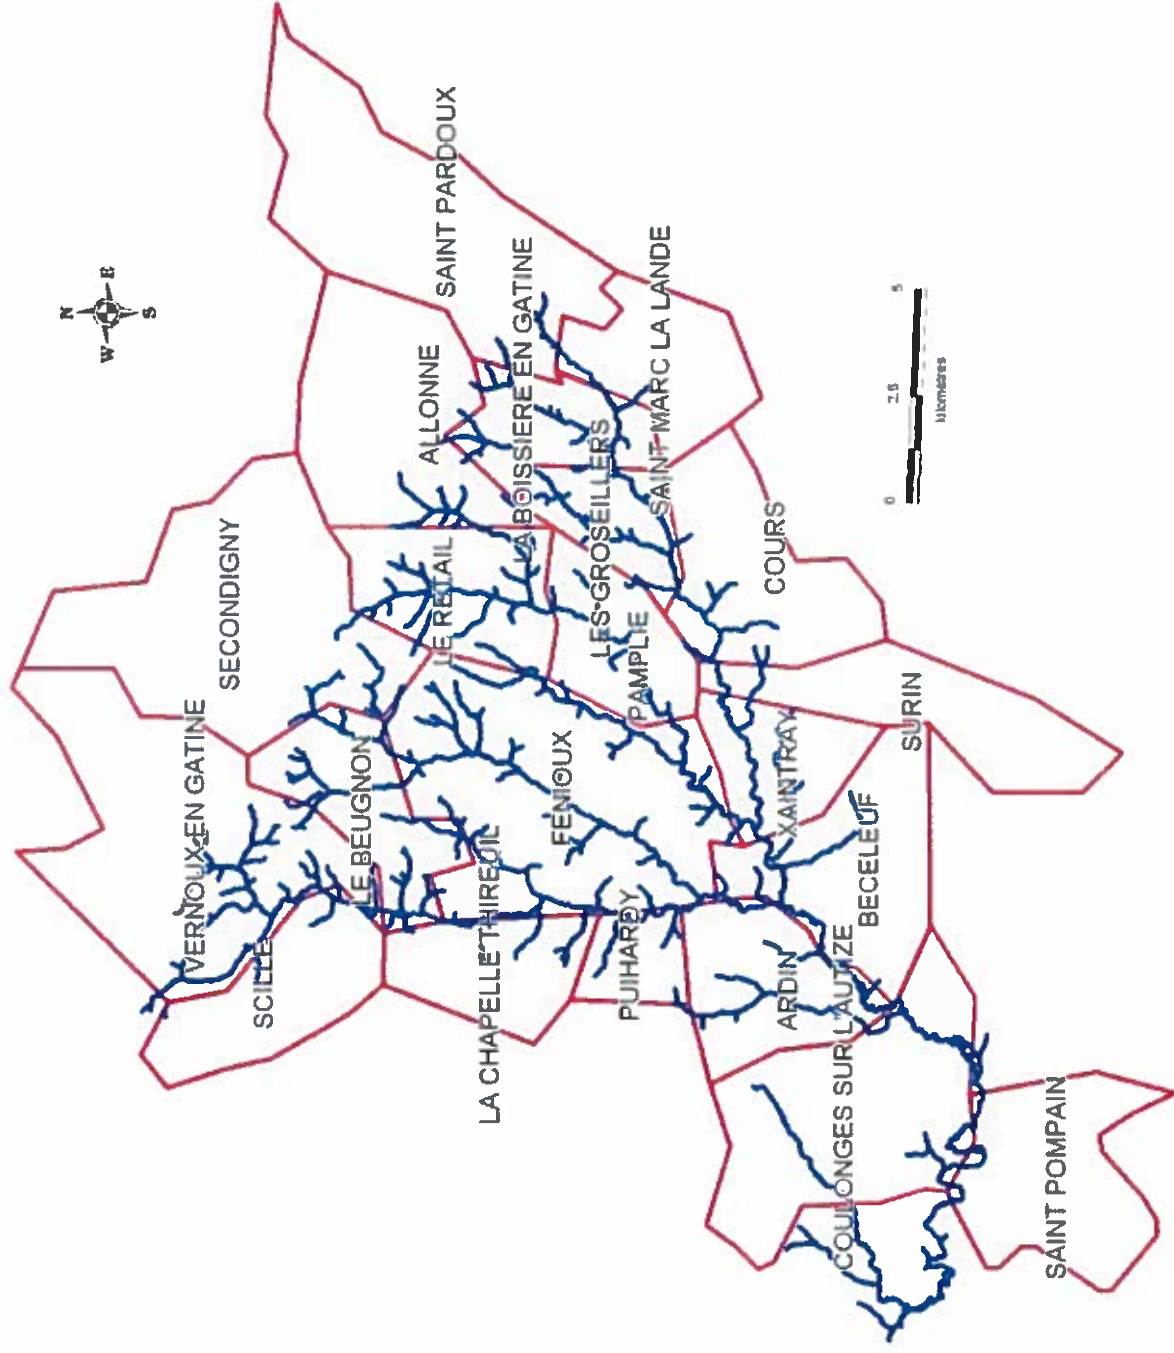 N
W
E
S
SAINT PARDOUX
ALLONNE
LA BOISSIERE EN GATINE
SAINT MARC LA LANDE
SECONDIGNY
LE RETAIL
LES GROSEILLERS
COURS
VERNOUX EN GATINE
LE BEUGNON
FENIOUX
PAMPLIE
SURIN
XAINTRAY
SCILLE
LA CHAPELLE THIREUIL
PUIHARDY
BECELEUF
ARDIN
COULONGES SUR L'AUTIZE
SAINT POMPAIN
0
2.5
5
kilomètres